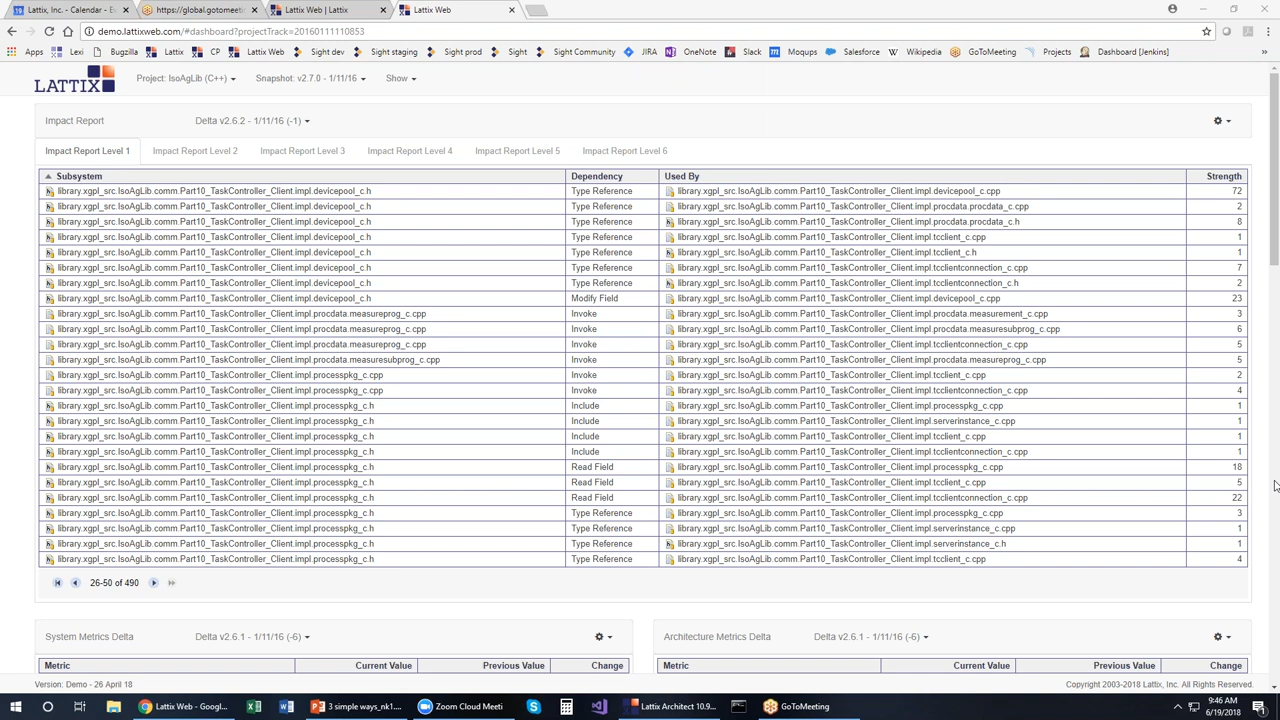 Lattix, Inc. - Calendar - E
https://global.gotomeeti
Lattix Web | Lattix
Lattix Web
demo.lattixweb.com/#dashboard?projectTrack=20160111110853
Apps Lexi Bugzilla Lattix CP Lattix Web Sight dev Sight staging Sight prod Sight Sight Community JIRA OneNote Slack Moqups Salesforce Wikipedia GoToMeeting Projects Dashboard [Jenkins] »
LATTIX Project: IsoAgLib (C++) Snapshot: v2.7.0 - 1/11/16 Show
Impact Report Delta v2.6.2 - 1/11/16 (-1)
Impact Report Level 1 Impact Report Level 2 Impact Report Level 3 Impact Report Level 4 Impact Report Level 5 Impact Report Level 6
Subsystem Dependency Used By Strength
library.xgpl_src.IsoAgLib.comm.Part10_TaskController_Client.impl.devicepool_c.h Type Reference library.xgpl_src.IsoAgLib.comm.Part10_TaskController_Client.impl.devicepool_c.cpp 72
library.xgpl_src.IsoAgLib.comm.Part10_TaskController_Client.impl.devicepool_c.h Type Reference library.xgpl_src.IsoAgLib.comm.Part10_TaskController_Client.impl.procdata.procdata_c.cpp 2
library.xgpl_src.IsoAgLib.comm.Part10_TaskController_Client.impl.devicepool_c.h Type Reference library.xgpl_src.IsoAgLib.comm.Part10_TaskController_Client.impl.procdata.procdata_c.h 8
library.xgpl_src.IsoAgLib.comm.Part10_TaskController_Client.impl.devicepool_c.h Type Reference library.xgpl_src.IsoAgLib.comm.Part10_TaskController_Client.impl.tcclient_c.cpp 1
library.xgpl_src.IsoAgLib.comm.Part10_TaskController_Client.impl.devicepool_c.h Type Reference library.xgpl_src.IsoAgLib.comm.Part10_TaskController_Client.impl.tcclient_c.h 1
library.xgpl_src.IsoAgLib.comm.Part10_TaskController_Client.impl.devicepool_c.h Type Reference library.xgpl_src.IsoAgLib.comm.Part10_TaskController_Client.impl.tcclientconnection_c.cpp 7
library.xgpl_src.IsoAgLib.comm.Part10_TaskController_Client.impl.devicepool_c.h Type Reference library.xgpl_src.IsoAgLib.comm.Part10_TaskController_Client.impl.tcclientconnection_c.h 2
library.xgpl_src.IsoAgLib.comm.Part10_TaskController_Client.impl.devicepool_c.h Modify Field library.xgpl_src.IsoAgLib.comm.Part10_TaskController_Client.impl.devicepool_c.cpp 23
library.xgpl_src.IsoAgLib.comm.Part10_TaskController_Client.impl.procdata.measureprog_c.cpp Invoke library.xgpl_src.IsoAgLib.comm.Part10_TaskController_Client.impl.procdata.measurement_c.cpp 3
library.xgpl_src.IsoAgLib.comm.Part10_TaskController_Client.impl.procdata.measureprog_c.cpp Invoke library.xgpl_src.IsoAgLib.comm.Part10_TaskController_Client.impl.procdata.measuresubprog_c.cpp 6
library.xgpl_src.IsoAgLib.comm.Part10_TaskController_Client.impl.procdata.measureprog_c.cpp Invoke library.xgpl_src.IsoAgLib.comm.Part10_TaskController_Client.impl.tcclientconnection_c.cpp 5
library.xgpl_src.IsoAgLib.comm.Part10_TaskController_Client.impl.procdata.measuresubprog_c.cpp Invoke library.xgpl_src.IsoAgLib.comm.Part10_TaskController_Client.impl.procdata.measureprog_c.cpp 5
library.xgpl_src.IsoAgLib.comm.Part10_TaskController_Client.impl.processpkg_c.cpp Invoke library.xgpl_src.IsoAgLib.comm.Part10_TaskController_Client.impl.tcclient_c.cpp 2
library.xgpl_src.IsoAgLib.comm.Part10_TaskController_Client.impl.processpkg_c.cpp Invoke library.xgpl_src.IsoAgLib.comm.Part10_TaskController_Client.impl.tcclientconnection_c.cpp 4
library.xgpl_src.IsoAgLib.comm.Part10_TaskController_Client.impl.processpkg_c.h Include library.xgpl_src.IsoAgLib.comm.Part10_TaskController_Client.impl.processpkg_c.cpp 1
library.xgpl_src.IsoAgLib.comm.Part10_TaskController_Client.impl.processpkg_c.h Include library.xgpl_src.IsoAgLib.comm.Part10_TaskController_Client.impl.serverinstance_c.cpp 1
library.xgpl_src.IsoAgLib.comm.Part10_TaskController_Client.impl.processpkg_c.h Include library.xgpl_src.IsoAgLib.comm.Part10_TaskController_Client.impl.tcclient_c.cpp 1
library.xgpl_src.IsoAgLib.comm.Part10_TaskController_Client.impl.processpkg_c.h Include library.xgpl_src.IsoAgLib.comm.Part10_TaskController_Client.impl.tcclientconnection_c.cpp 1
library.xgpl_src.IsoAgLib.comm.Part10_TaskController_Client.impl.processpkg_c.h Read Field library.xgpl_src.IsoAgLib.comm.Part10_TaskController_Client.impl.processpkg_c.cpp 18
library.xgpl_src.IsoAgLib.comm.Part10_TaskController_Client.impl.processpkg_c.h Read Field library.xgpl_src.IsoAgLib.comm.Part10_TaskController_Client.impl.tcclient_c.cpp 5
library.xgpl_src.IsoAgLib.comm.Part10_TaskController_Client.impl.processpkg_c.h Read Field library.xgpl_src.IsoAgLib.comm.Part10_TaskController_Client.impl.tcclientconnection_c.cpp 22
library.xgpl_src.IsoAgLib.comm.Part10_TaskController_Client.impl.processpkg_c.h Type Reference library.xgpl_src.IsoAgLib.comm.Part10_TaskController_Client.impl.processpkg_c.cpp 3
library.xgpl_src.IsoAgLib.comm.Part10_TaskController_Client.impl.processpkg_c.h Type Reference library.xgpl_src.IsoAgLib.comm.Part10_TaskController_Client.impl.serverinstance_c.cpp 1
library.xgpl_src.IsoAgLib.comm.Part10_TaskController_Client.impl.processpkg_c.h Type Reference library.xgpl_src.IsoAgLib.comm.Part10_TaskController_Client.impl.serverinstance_c.h 1
library.xgpl_src.IsoAgLib.comm.Part10_TaskController_Client.impl.processpkg_c.h Type Reference library.xgpl_src.IsoAgLib.comm.Part10_TaskController_Client.impl.tcclient_c.cpp 4
26-50 of 490
System Metrics Delta Delta v2.6.1 - 1/11/16 (-6)
Architecture Metrics Delta Delta v2.6.1 - 1/11/16 (-6)
Metric Current Value Previous Value Change
Metric Current Value Previous Value Change
Version: Demo - 26 April 18 Copyright 2003-2018 Lattix, Inc. All Rights Reserved.
Lattix Web - Googl... 3 simple ways_nk1.... Zoom Cloud Meeti Lattix Architect 10.9... GoToMeeting
9:46 AM
6/19/2018